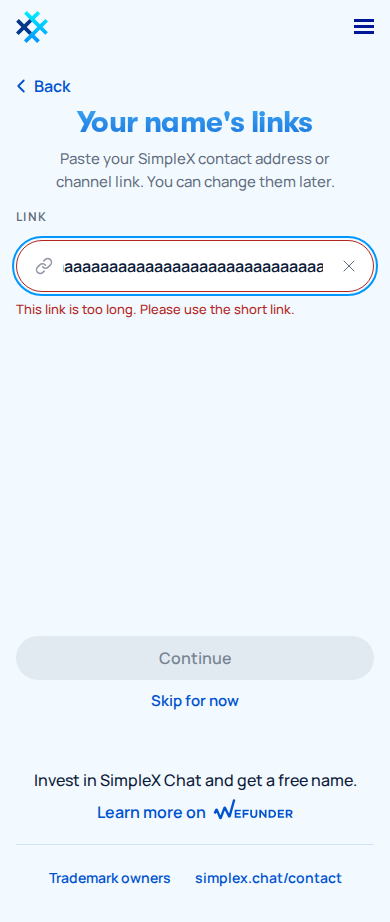 Back
Your name's links
Paste your SimpleX contact address or
channel link. You can change them later.
LINK
aaaaaaaaaaaaaaaaaaaaaaaaaaaaaa
This link is too long. Please use the short link.
Continue
Skip for now
Invest in SimpleX Chat and get a free name.
Learn more on WEFUNDER
Trademark owners simplex.chat/contact